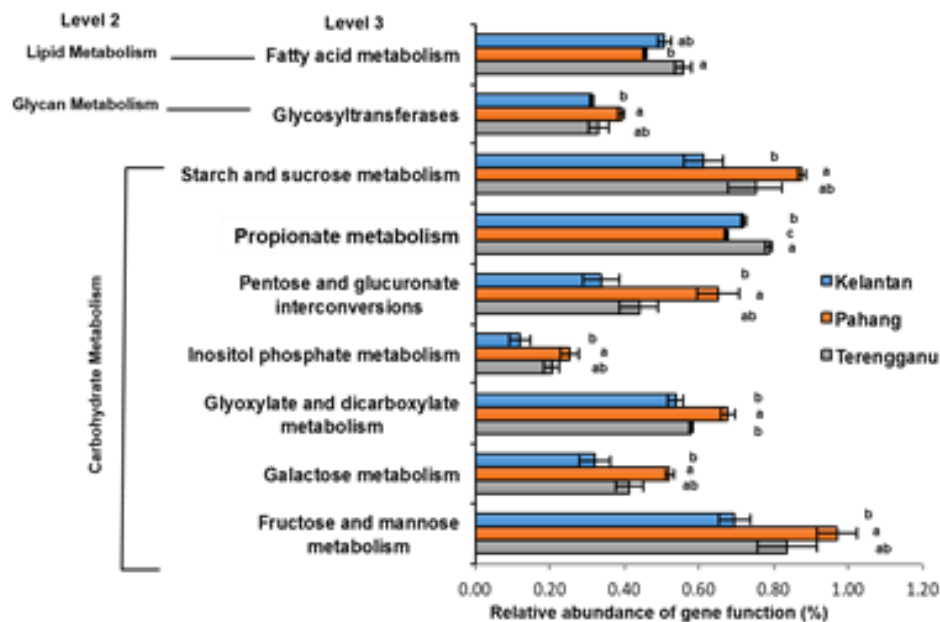 Level 2
Level 3
Lipid Metabolism
Fatty acid metabolism
ab
b
a
Glycan Metabolism
Glycosyltransferases
b
a
ab
Carbohydrate Metabolism
Starch and sucrose metabolism
b
a
ab
Propionate metabolism
b
c
a
Pentose and glucuronate
interconversions
b
a
ab
Inositol phosphate metabolism
b
a
ab
Glyoxylate and dicarboxylate
metabolism
b
a
b
Galactose metabolism
b
a
ab
Fructose and mannose
metabolism
b
a
ab
Kelantan
Pahang
Terengganu
0.00 0.20 0.40 0.60 0.80 1.00 1.20
Relative abundance of gene function (%)